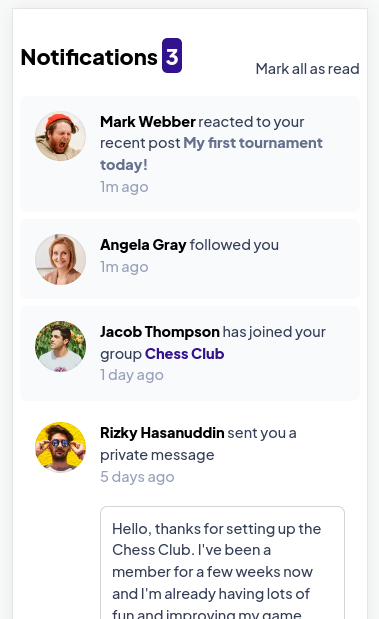 Notifications 3
Mark all as read
Mark Webber reacted to your
recent post My first tournament
today!
1m ago
Angela Gray followed you
1m ago
Jacob Thompson has joined your
group Chess Club
1 day ago
Rizky Hasanuddin sent you a
private message
5 days ago
Hello, thanks for setting up the
Chess Club. I've been a
member for a few weeks now
and I'm already having lots of
fun and improving my game